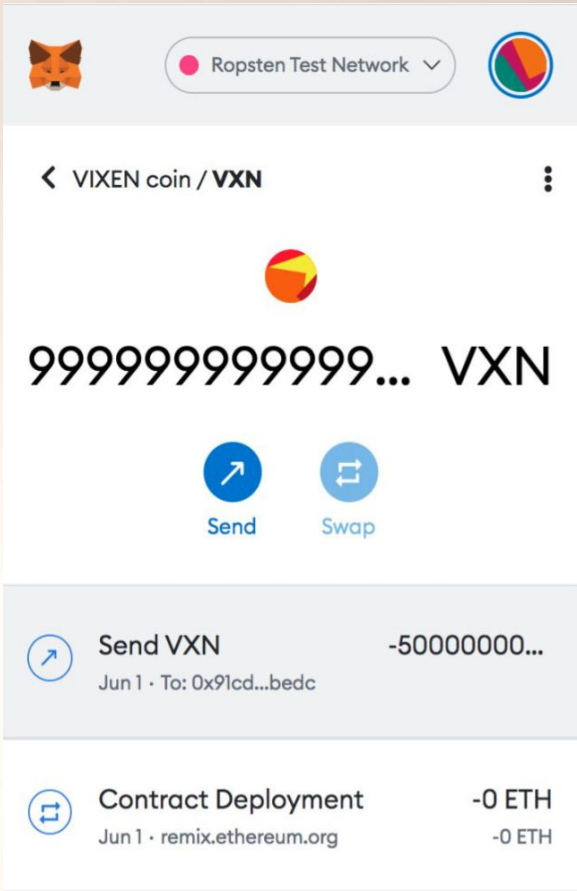 Ropsten Test Network
VIXEN coin / VXN
9999999999999... VXN
Send Swap
Send VXN -50000000...
Jun 1 · To: 0x91cd...bedc
Contract Deployment -0 ETH
Jun 1 · remix.ethereum.org -0 ETH